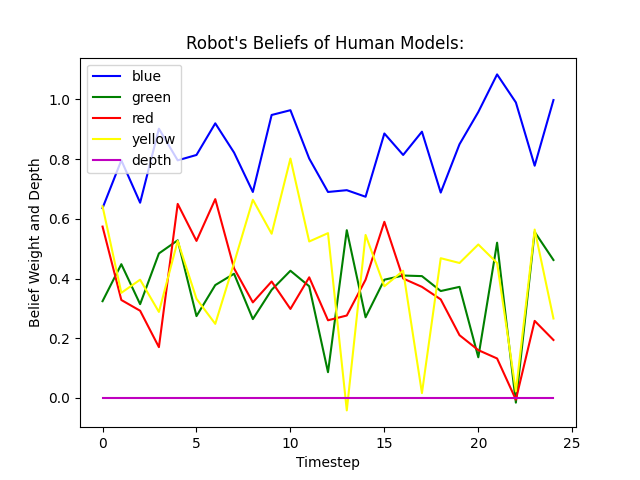 Robot's Beliefs of Human Models:
blue
green
red
yellow
depth
1.0
0.8
0.6
0.4
0.2
0.0
Belief Weight and Depth
0 5 10 15 20 25
Timestep